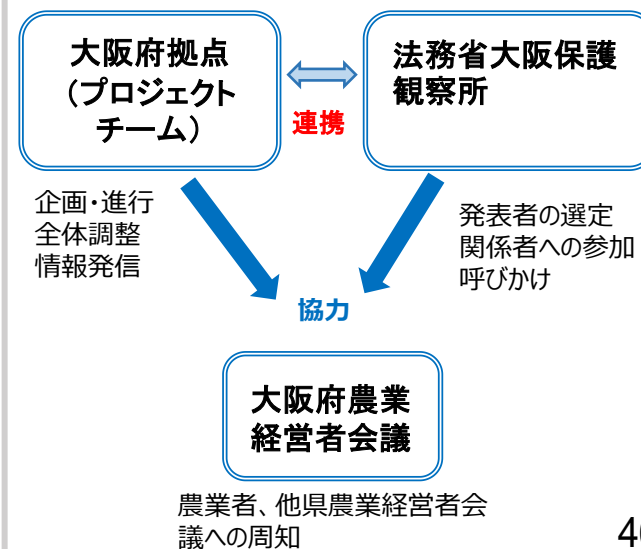 大阪府拠点
(プロジェクト
チーム)
法務省大阪保護
観察所
連携
企画・進行
全体調整
情報発信
発表者の選定
関係者への参加
呼びかけ
協力
大阪府農業
経営者会議
農業者、他県農業経営者会
議への周知